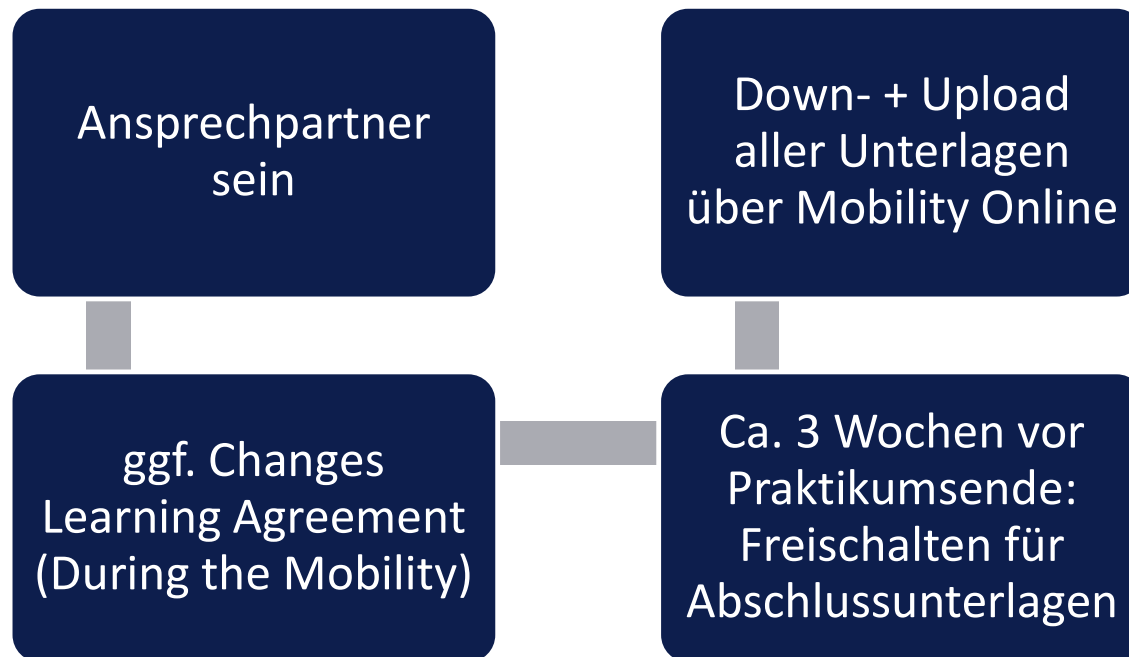 Ansprechpartner
sein
ggf. Changes
Learning Agreement
(During the Mobility)
Ca. 3 Wochen vor
Praktikumsende:
Freischalten für
Abschlussunterlagen
Down- + Upload
aller Unterlagen
über Mobility Online